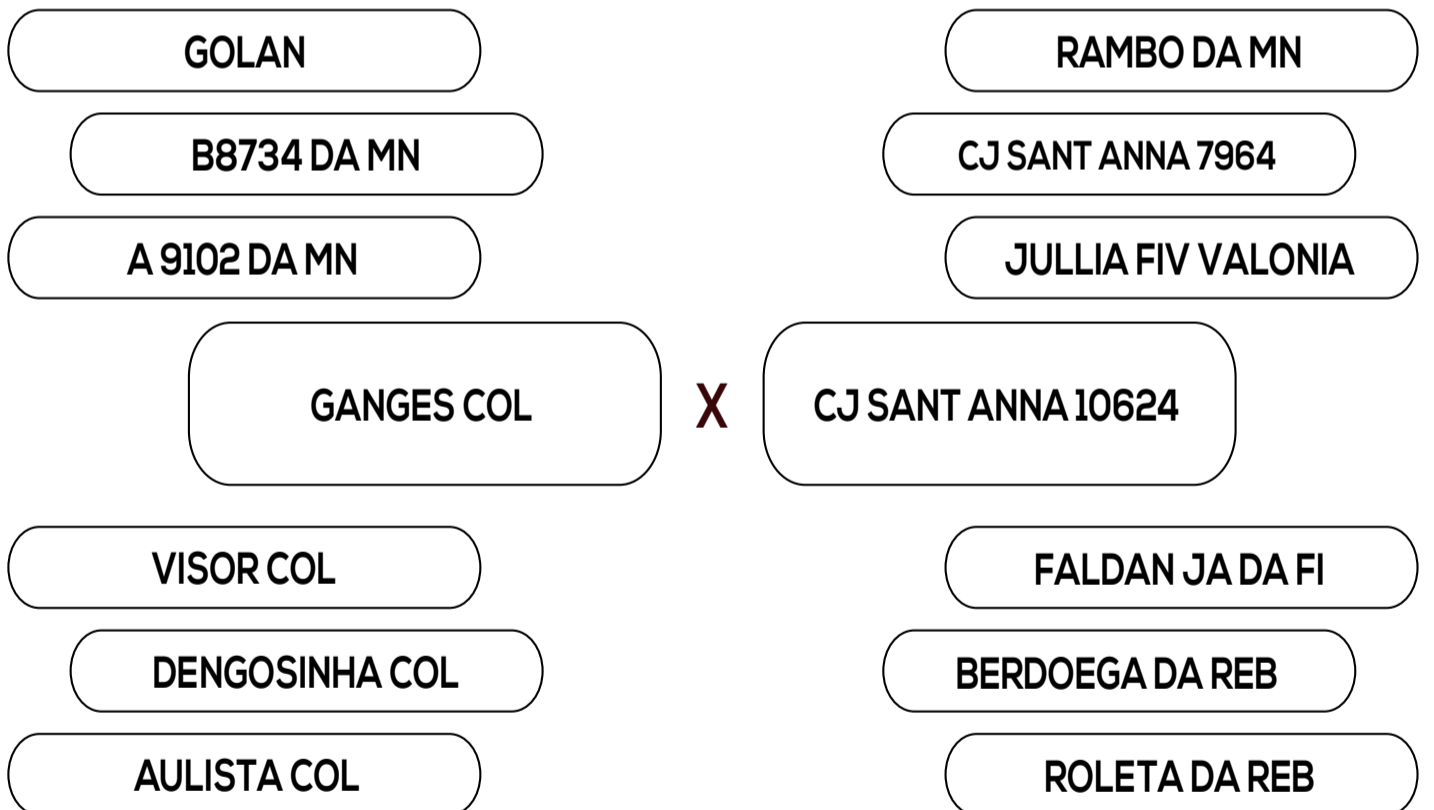 GOLAN
RAMBO DA MN
B8734 DA MN
CJ SANT ANNA 7964
A 9102 DA MN
JULLIA FIV VALONIA
GANGES COL X CJ SANT ANNA 10624
VISOR COL
FALDAN JA DA FI
DENGOSINHA COL
BERDOEGA DA REB
AULISTA COL
ROLETA DA REB